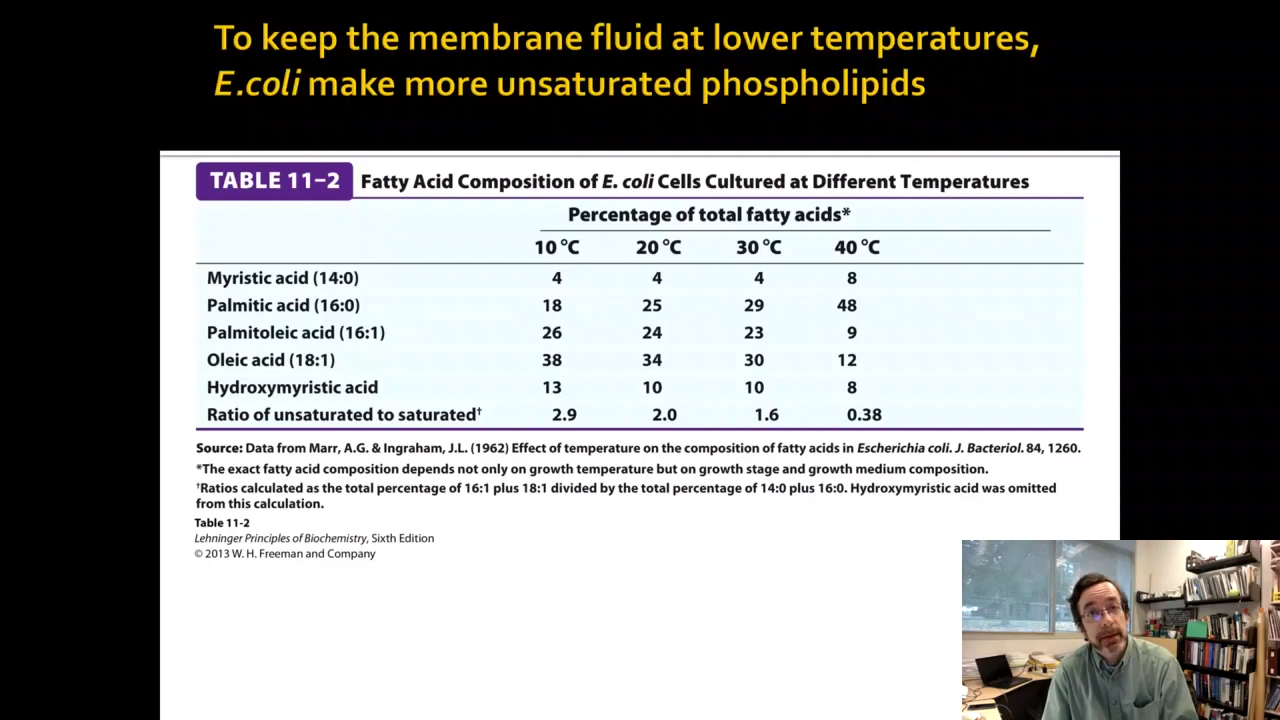 To keep the membrane fluid at lower temperatures,
E.coli make more unsaturated phospholipids
TABLE 11–2 Fatty Acid Composition of E. coli Cells Cultured at Different Temperatures
Percentage of total fatty acids*
10 °C 20 °C 30 °C 40 °C
Myristic acid (14:0) 4 4 4 8
Palmitic acid (16:0) 18 25 29 48
Palmitoleic acid (16:1) 26 24 23 9
Oleic acid (18:1) 38 34 30 12
Hydroxymyristic acid 13 10 10 8
Ratio of unsaturated to saturated† 2.9 2.0 1.6 0.38
Source: Data from Marr, A.G. & Ingraham, J.L. (1962) Effect of temperature on the composition of fatty acids in Escherichia coli. J. Bacteriol. 84, 1260.
*The exact fatty acid composition depends not only on growth temperature but on growth stage and growth medium composition.
†Ratios calculated as the total percentage of 16:1 plus 18:1 divided by the total percentage of 14:0 plus 16:0. Hydroxymyristic acid was omitted
from this calculation.
Table 11-2
Lehninger Principles of Biochemistry, Sixth Edition
© 2013 W. H. Freeman and Company